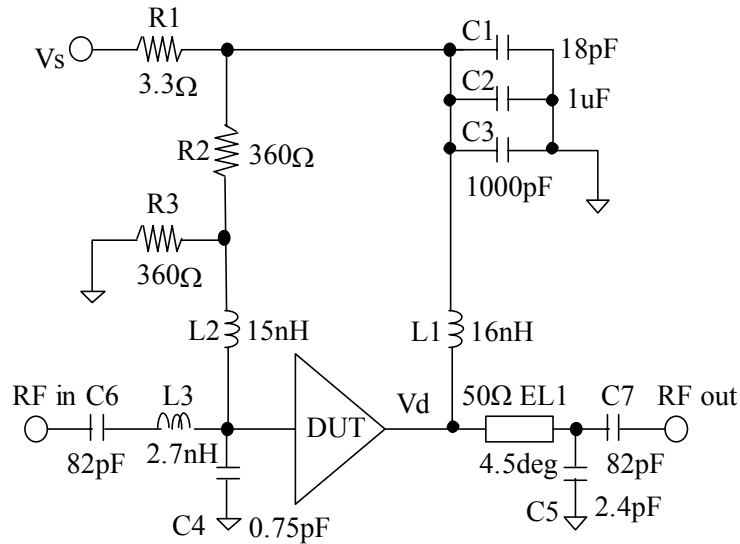 R1
Vs
3.3Ω
C1
18pF
C2
1uF
C3
1000pF
R2
360Ω
R3
360Ω
L2
15nH
L1
16nH
RF in
C6
L3
82pF
2.7nH
DUT
Vd
50Ω EL1
4.5deg
C7
RF out
82pF
C4
0.75pF
C5
2.4pF